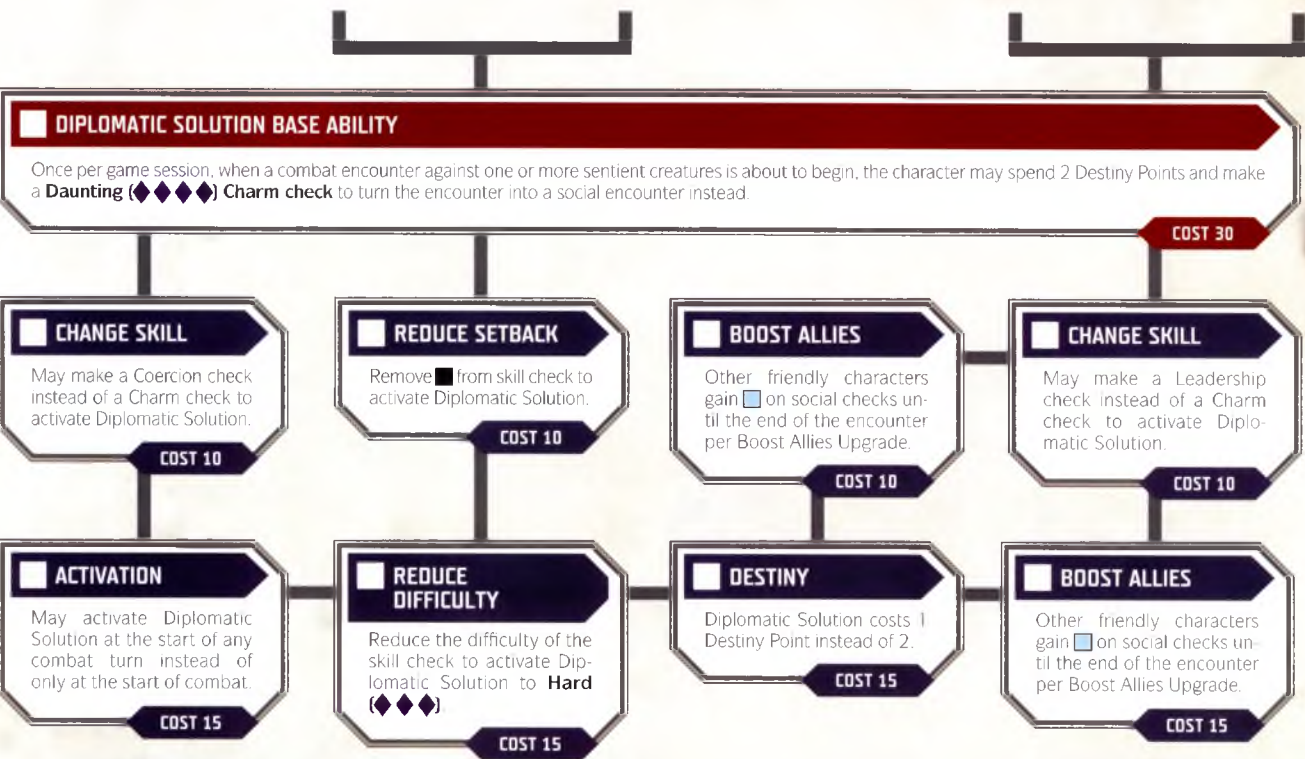 DIPLOMATIC SOLUTION BASE ABILITY
Once per game session, when a combat encounter against one or more sentient creatures is about to begin, the character may spend 2 Destiny Points and make
a Daunting (◆◆◆◆) Charm check to turn the encounter into a social encounter instead.
COST 30
CHANGE SKILL
May make a Coercion check
instead of a Charm check to
activate Diplomatic Solution.
COST 10
REDUCE SETBACK
Remove ■ from skill check to
activate Diplomatic Solution.
COST 10
BOOST ALLIES
Other friendly characters
gain □ on social checks un-
til the end of the encounter
per Boost Allies Upgrade.
COST 10
CHANGE SKILL
May make a Leadership
check instead of a Charm
check to activate Diplo-
matic Solution.
COST 10
ACTIVATION
May activate Diplomatic
Solution at the start of any
combat turn instead of
only at the start of combat.
COST 15
REDUCE
DIFFICULTY
Reduce the difficulty of the
skill check to activate Dip-
lomatic Solution to Hard
(◆◆◆)
COST 15
DESTINY
Diplomatic Solution costs 1
Destiny Point instead of 2.
COST 15
BOOST ALLIES
Other friendly characters
gain □ on social checks un-
til the end of the encounter
per Boost Allies Upgrade.
COST 15